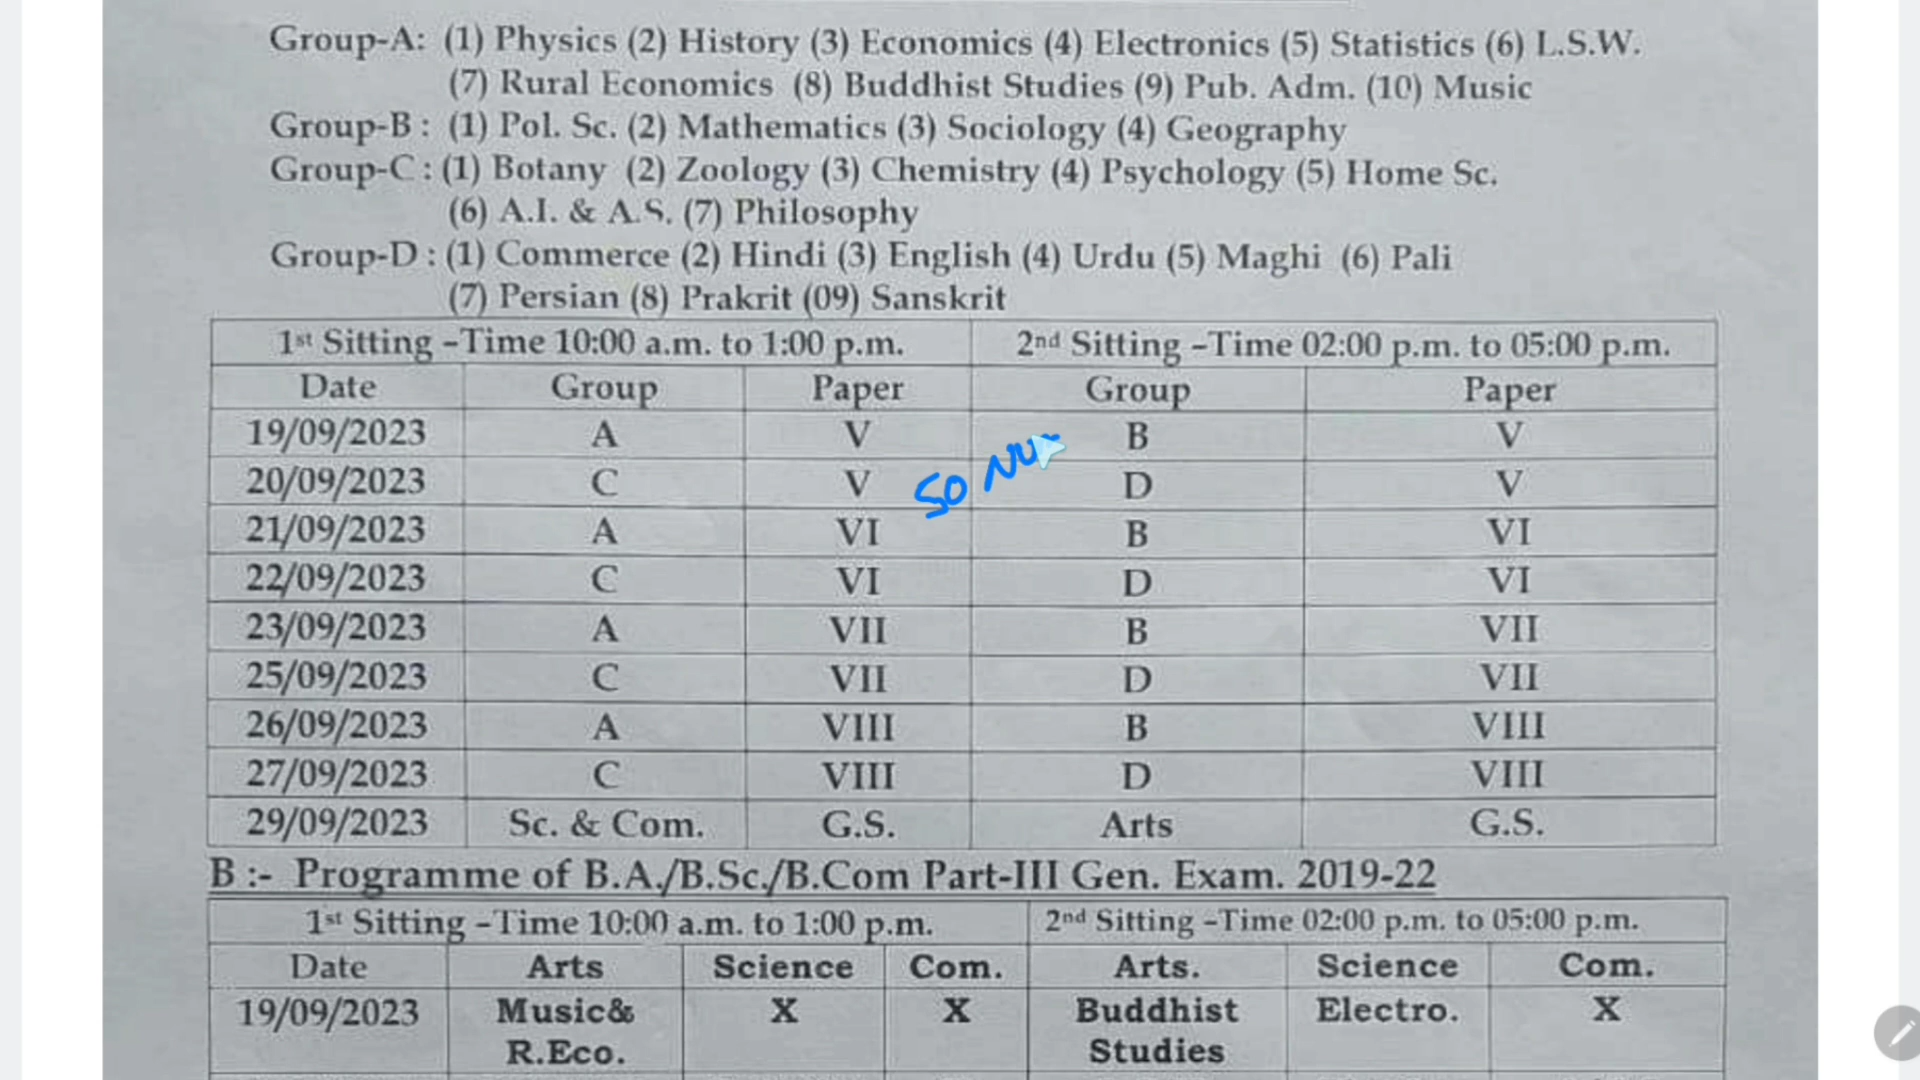 Group-A: (1) Physics (2) History (3) Economics (4) Electronics (5) Statistics (6) L.S.W.
(7) Rural Economics (8) Buddhist Studies (9) Pub. Adm. (10) Music
Group-B : (1) Pol. Sc. (2) Mathematics (3) Sociology (4) Geography
Group-C : (1) Botany (2) Zoology (3) Chemistry (4) Psychology (5) Home Sc.
(6) A.I. & A.S. (7) Philosophy
Group-D : (1) Commerce (2) Hindi (3) English (4) Urdu (5) Maghi (6) Pali
(7) Persian (8) Prakrit (09) Sanskrit
1st Sitting –Time 10:00 a.m. to 1:00 p.m. 2nd Sitting –Time 02:00 p.m. to 05:00 p.m.
Date Group Paper Group Paper
19/09/2023 A V B V
20/09/2023 C V D V
21/09/2023 A VI B VI
22/09/2023 C VI D VI
23/09/2023 A VII B VII
25/09/2023 C VII D VII
26/09/2023 A VIII B VIII
27/09/2023 C VIII D VIII
29/09/2023 Sc. & Com. G.S. Arts G.S.
B :- Programme of B.A./B.Sc./B.Com Part-III Gen. Exam. 2019-22
1st Sitting –Time 10:00 a.m. to 1:00 p.m. 2nd Sitting –Time 02:00 p.m. to 05:00 p.m.
Date Arts Science Com. Arts. Science Com.
19/09/2023 Music& X X Buddhist Electro. X
R.Eco. Studies